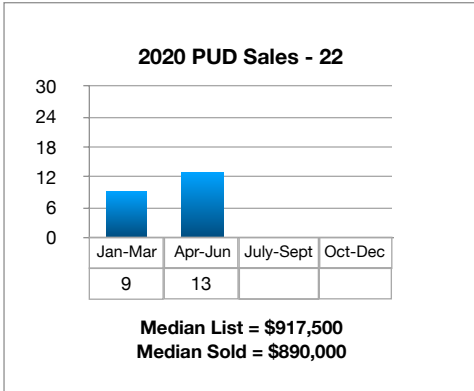 2020 PUD Sales - 22
30
24
18
12
6
0
Jan-Mar Apr-Jun July-Sept Oct-Dec
9 13
Median List = $917,500
Median Sold = $890,000